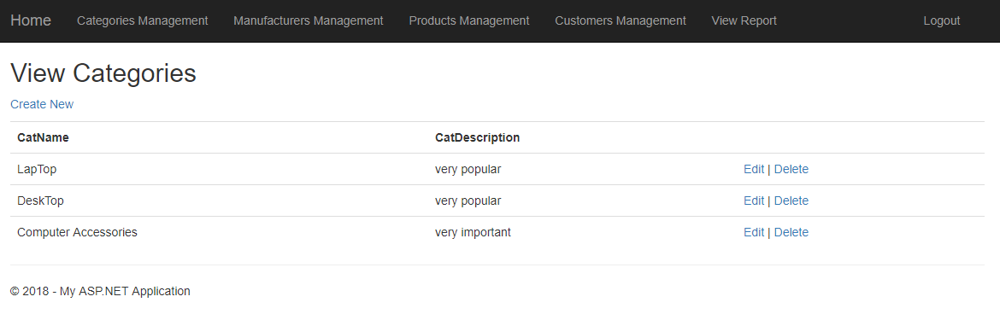 Home Categories Management Manufacturers Management Products Management Customers Management View Report Logout
View Categories
Create New
CatName CatDescription
LapTop very popular Edit | Delete
DeskTop very popular Edit | Delete
Computer Accessories very important Edit | Delete
© 2018 - My ASP.NET Application